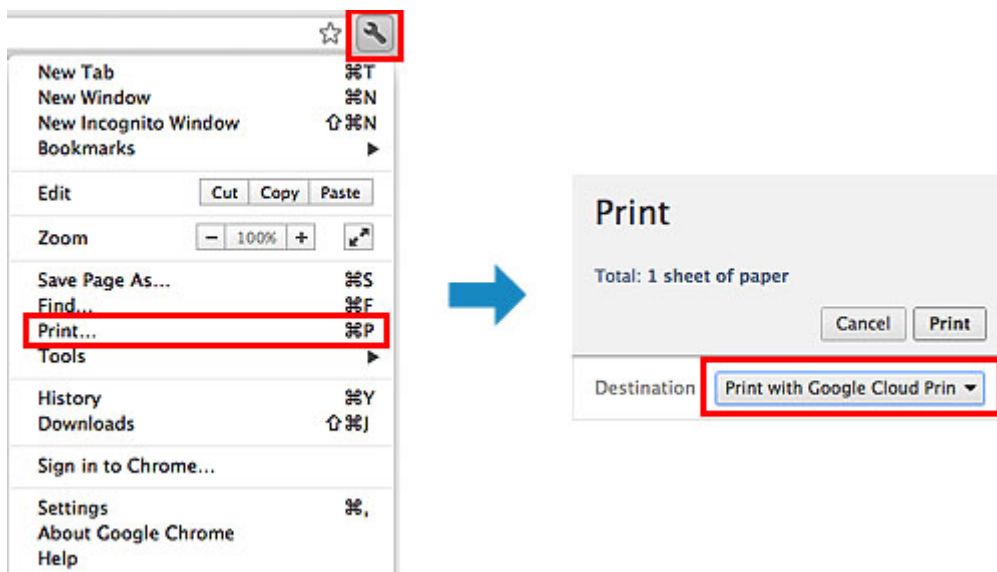 New Tab ⌘T
New Window ⌘N
New Incognito Window ⇧⌘N
Bookmarks ▶
Edit Cut Copy Paste
Zoom − 100% +
Save Page As... ⌘S
Find... ⌘F
Print... ⌘P
Tools ▶
History ⌘Y
Downloads ⇧⌘J
Sign in to Chrome...
Settings ⌘,
About Google Chrome
Help
Print
Total: 1 sheet of paper
Cancel Print
Destination Print with Google Cloud Prin